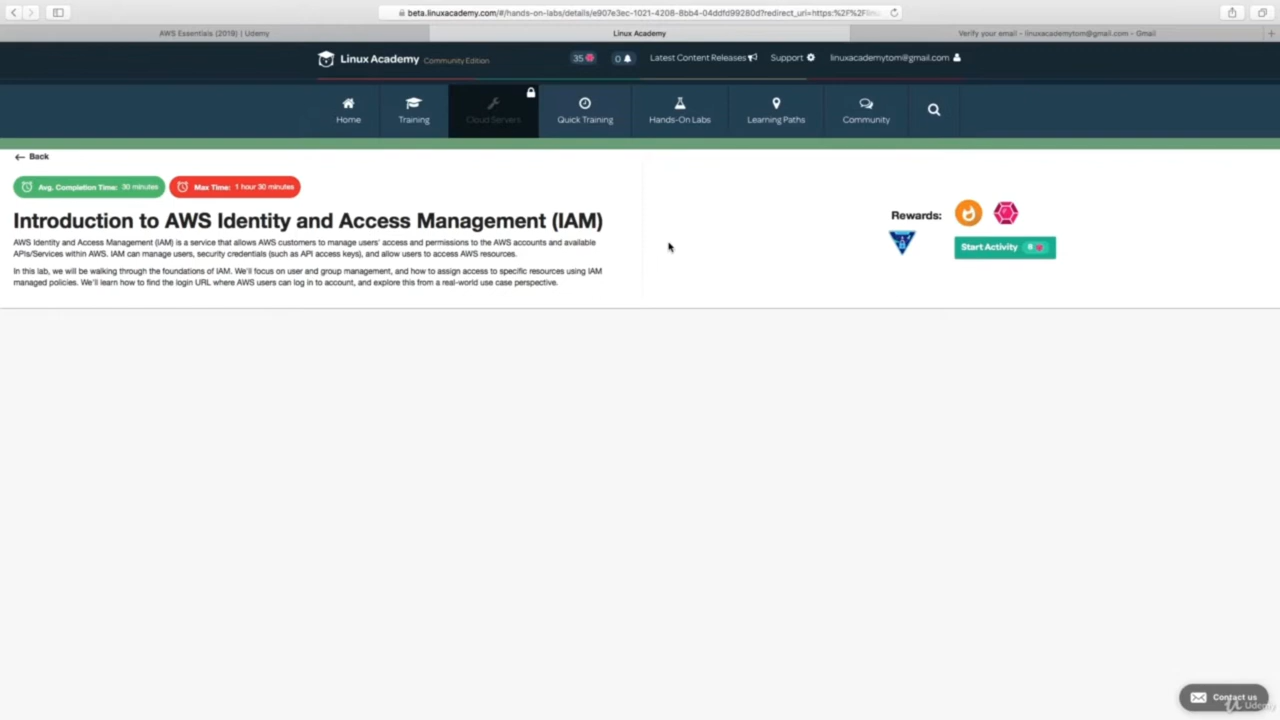 beta.linuxacademy.com/#/hands-on-labs/details/e907e3ec-1021-4208-8bb4-04ddfd99280d?redirect_uri=https:%2F%2Flinu...
AWS Essentials (2019) | Udemy
Linux Academy
Verify your email - linuxacademytom@gmail.com - Gmail
Linux Academy Community Edition
35
0
Latest Content Releases
Support
linuxacademytom@gmail.com
Home
Training
Cloud Servers
Quick Training
Hands-On Labs
Learning Paths
Community
Back
Avg. Completion Time: 30 minutes
Max Time: 1 hour 30 minutes
Introduction to AWS Identity and Access Management (IAM)
AWS Identity and Access Management (IAM) is a service that allows AWS customers to manage users' access and permissions to the AWS accounts and available
APIs/Services within AWS. IAM can manage users, security credentials (such as API access keys), and allow users to access AWS resources.
In this lab, we will be walking through the foundations of IAM. We'll focus on user and group management, and how to assign access to specific resources using IAM
managed policies. We'll learn how to find the login URL where AWS users can log in to account, and explore this from a real-world use case perspective.
Rewards:
Start Activity 8
Contact us
Udemy